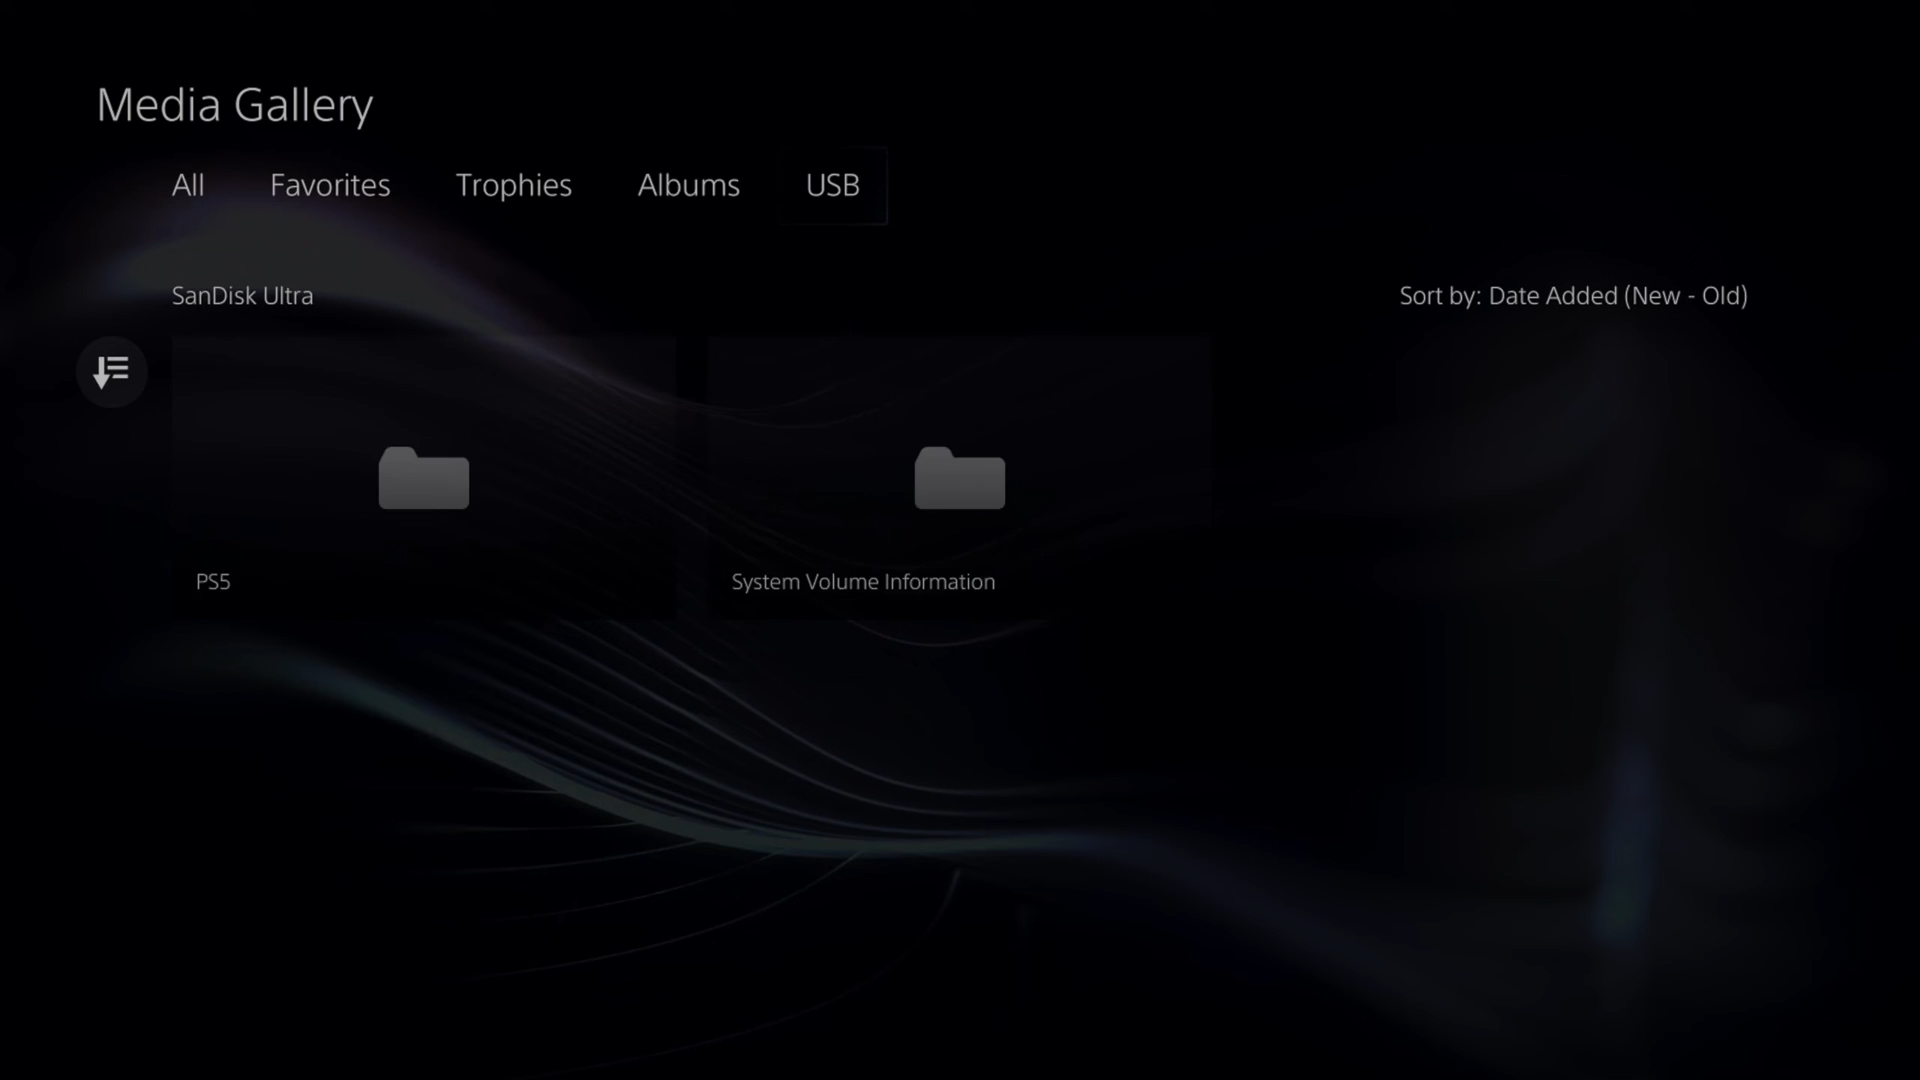 Media Gallery
All Favorites Trophies Albums USB
SanDisk Ultra
Sort by: Date Added (New - Old)
PS5
System Volume Information